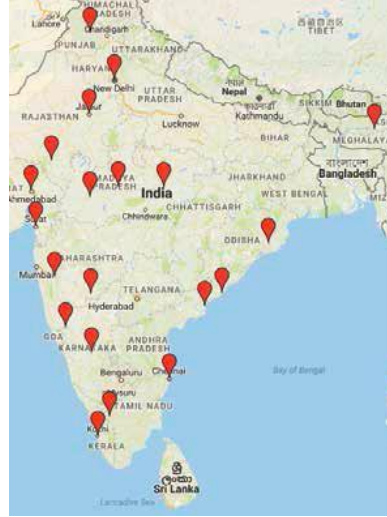 HIMACHAL
PRADESH
Lahore
Chandigarh
PUNJAB
UTTARAKHAND
TIBET
HARYANA
New Delhi
नेपाल
Nepal
Jaipur
UTTAR
PRADESH
SIKKIM
Bhutan
RAJASTHAN
Lucknow
Kathmandu
BIHAR
MEGHALAYA
বাংলাদেশ
Bangladesh
RAT
Ahmedabad
MADHYA
PRADESH
India
JHARKHAND
WEST BENGAL
MIZ
CHHATTISGARH
Chhindwara
Surat
ODISHA
Mumbai
MAHARASHTRA
TELANGANA
Hyderabad
GOA
KARNATAKA
ANDHRA
PRADESH
Bengaluru
Chennai
Bay of Bengal
Mysuru
TAMIL NADU
Kochi
KERALA
Sri Lanka
Laccadive Sea